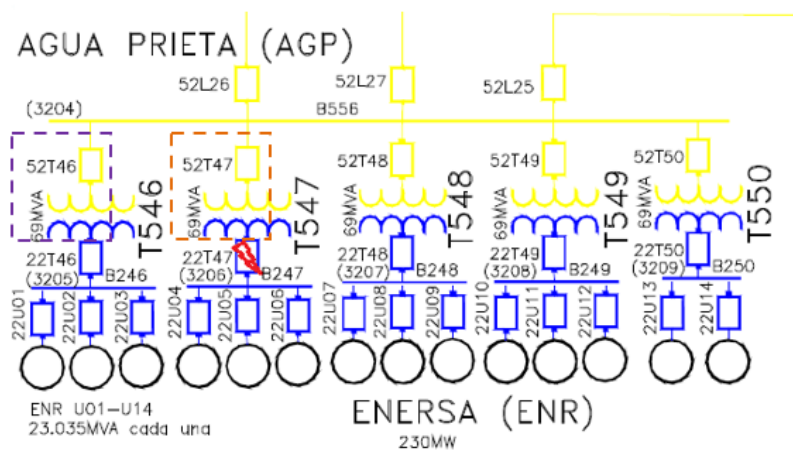 AGUA PRIETA (AGP)
52L26
52L27
52L25
(3204)
B556
52T46
52T47
52T48
52T49
52T50
69MVA
T546
69MVA
T547
69MVA
T548
69MVA
T549
69MVA
T550
22T46
(3205)
B246
22T47
(3206)
B247
22T48
(3207)
B248
22T49
(3208)
B249
22T50
(3209)
B250
22U01
22U02
22U03
22U04
22U05
22U06
22U07
22U08
22U09
22U10
22U11
22U12
22U13
22U14
ENR U01-U14
23.035MVA cada una
ENERSA (ENR)
230MW